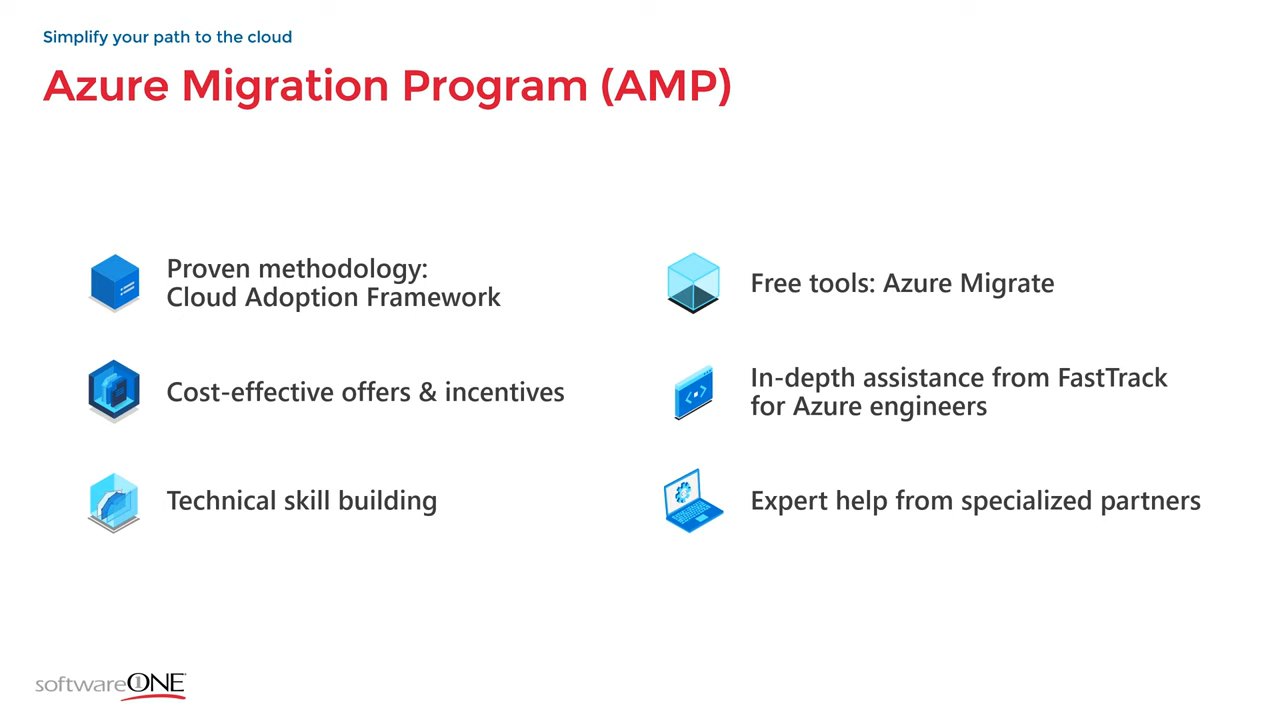 Simplify your path to the cloud
Azure Migration Program (AMP)
Proven methodology:
Cloud Adoption Framework
Free tools: Azure Migrate
Cost-effective offers & incentives
In-depth assistance from FastTrack
for Azure engineers
Technical skill building
Expert help from specialized partners
softwareONE